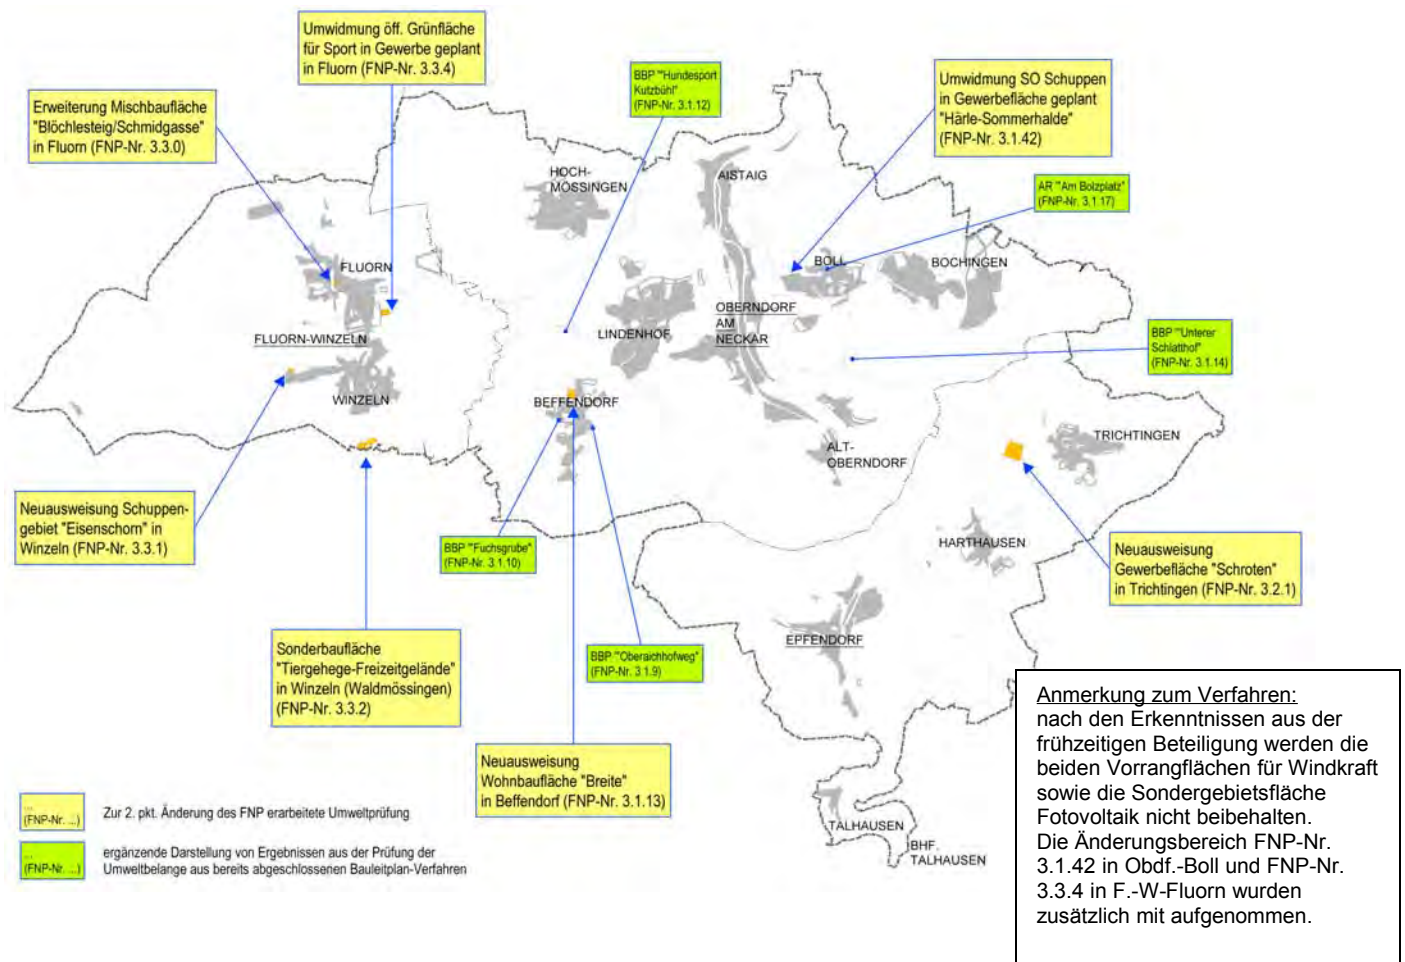 Umwidmung öff. Grünfläche
für Sport in Gewerbe geplant
in Fluorn (FNP-Nr. 3.3.4)
BBP "'Hundesport
Kutzbühl"
(FNP-Nr. 3.1.12)
Umwidmung SO Schuppen
in Gewerbefläche geplant
"Härle-Sommerhalde"
(FNP-Nr. 3.1.42)
Erweiterung Mischbaufläche
"Blöchlesteig/Schmidgasse"
in Fluorn (FNP-Nr. 3.3.0)
HOCH-
MÖSSINGEN
AISTAIG
AR "'Am Bolzplatz"
(FNP-Nr. 3.1.17)
FLUORN
BOLL
BOCHINGEN
OBERNDORF
AM
NECKAR
LINDENHOF
FLUORN-WINZELN
BBP "'Unterer
Schlatthof"
(FNP-Nr. 3.1.14)
WINZELN
BEFFENDORF
TRICHTINGEN
ALT-
OBERNDORF
Neuausweisung Schuppen-
gebiet "Eisenschorn" in
Winzeln (FNP-Nr. 3.3.1)
BBP "'Fuchsgrube"
(FNP-Nr. 3.1.10)
HARTHAUSEN
Neuausweisung
Gewerbefläche "Schroten"
in Trichtingen (FNP-Nr. 3.2.1)
Sonderbaufläche
"Tiergehege-Freizeitgelände"
in Winzeln (Waldmössingen)
(FNP-Nr. 3.3.2)
BBP "'Oberaichhofweg"
(FNP-Nr. 3.1.9)
EPFENDORF
Neuausweisung
Wohnbaufläche "Breite"
in Beffendorf (FNP-Nr. 3.1.13)
Anmerkung zum Verfahren:
nach den Erkenntnissen aus der
frühzeitigen Beteiligung werden die
beiden Vorrangflächen für Windkraft
sowie die Sondergebietsfläche
Fotovoltaik nicht beibehalten.
Die Änderungsbereich FNP-Nr.
3.1.42 in Obdf.-Boll und FNP-Nr.
3.3.4 in F.-W-Fluorn wurden
zusätzlich mit aufgenommen.
TALHAUSEN
BHF.
TALHAUSEN
...
(FNP-Nr. ...)
Zur 2. pkt. Änderung des FNP erarbeitete Umweltprüfung
...
(FNP-Nr. ...)
ergänzende Darstellung von Ergebnissen aus der Prüfung der
Umweltbelange aus bereits abgeschlossenen Bauleitplan-Verfahren